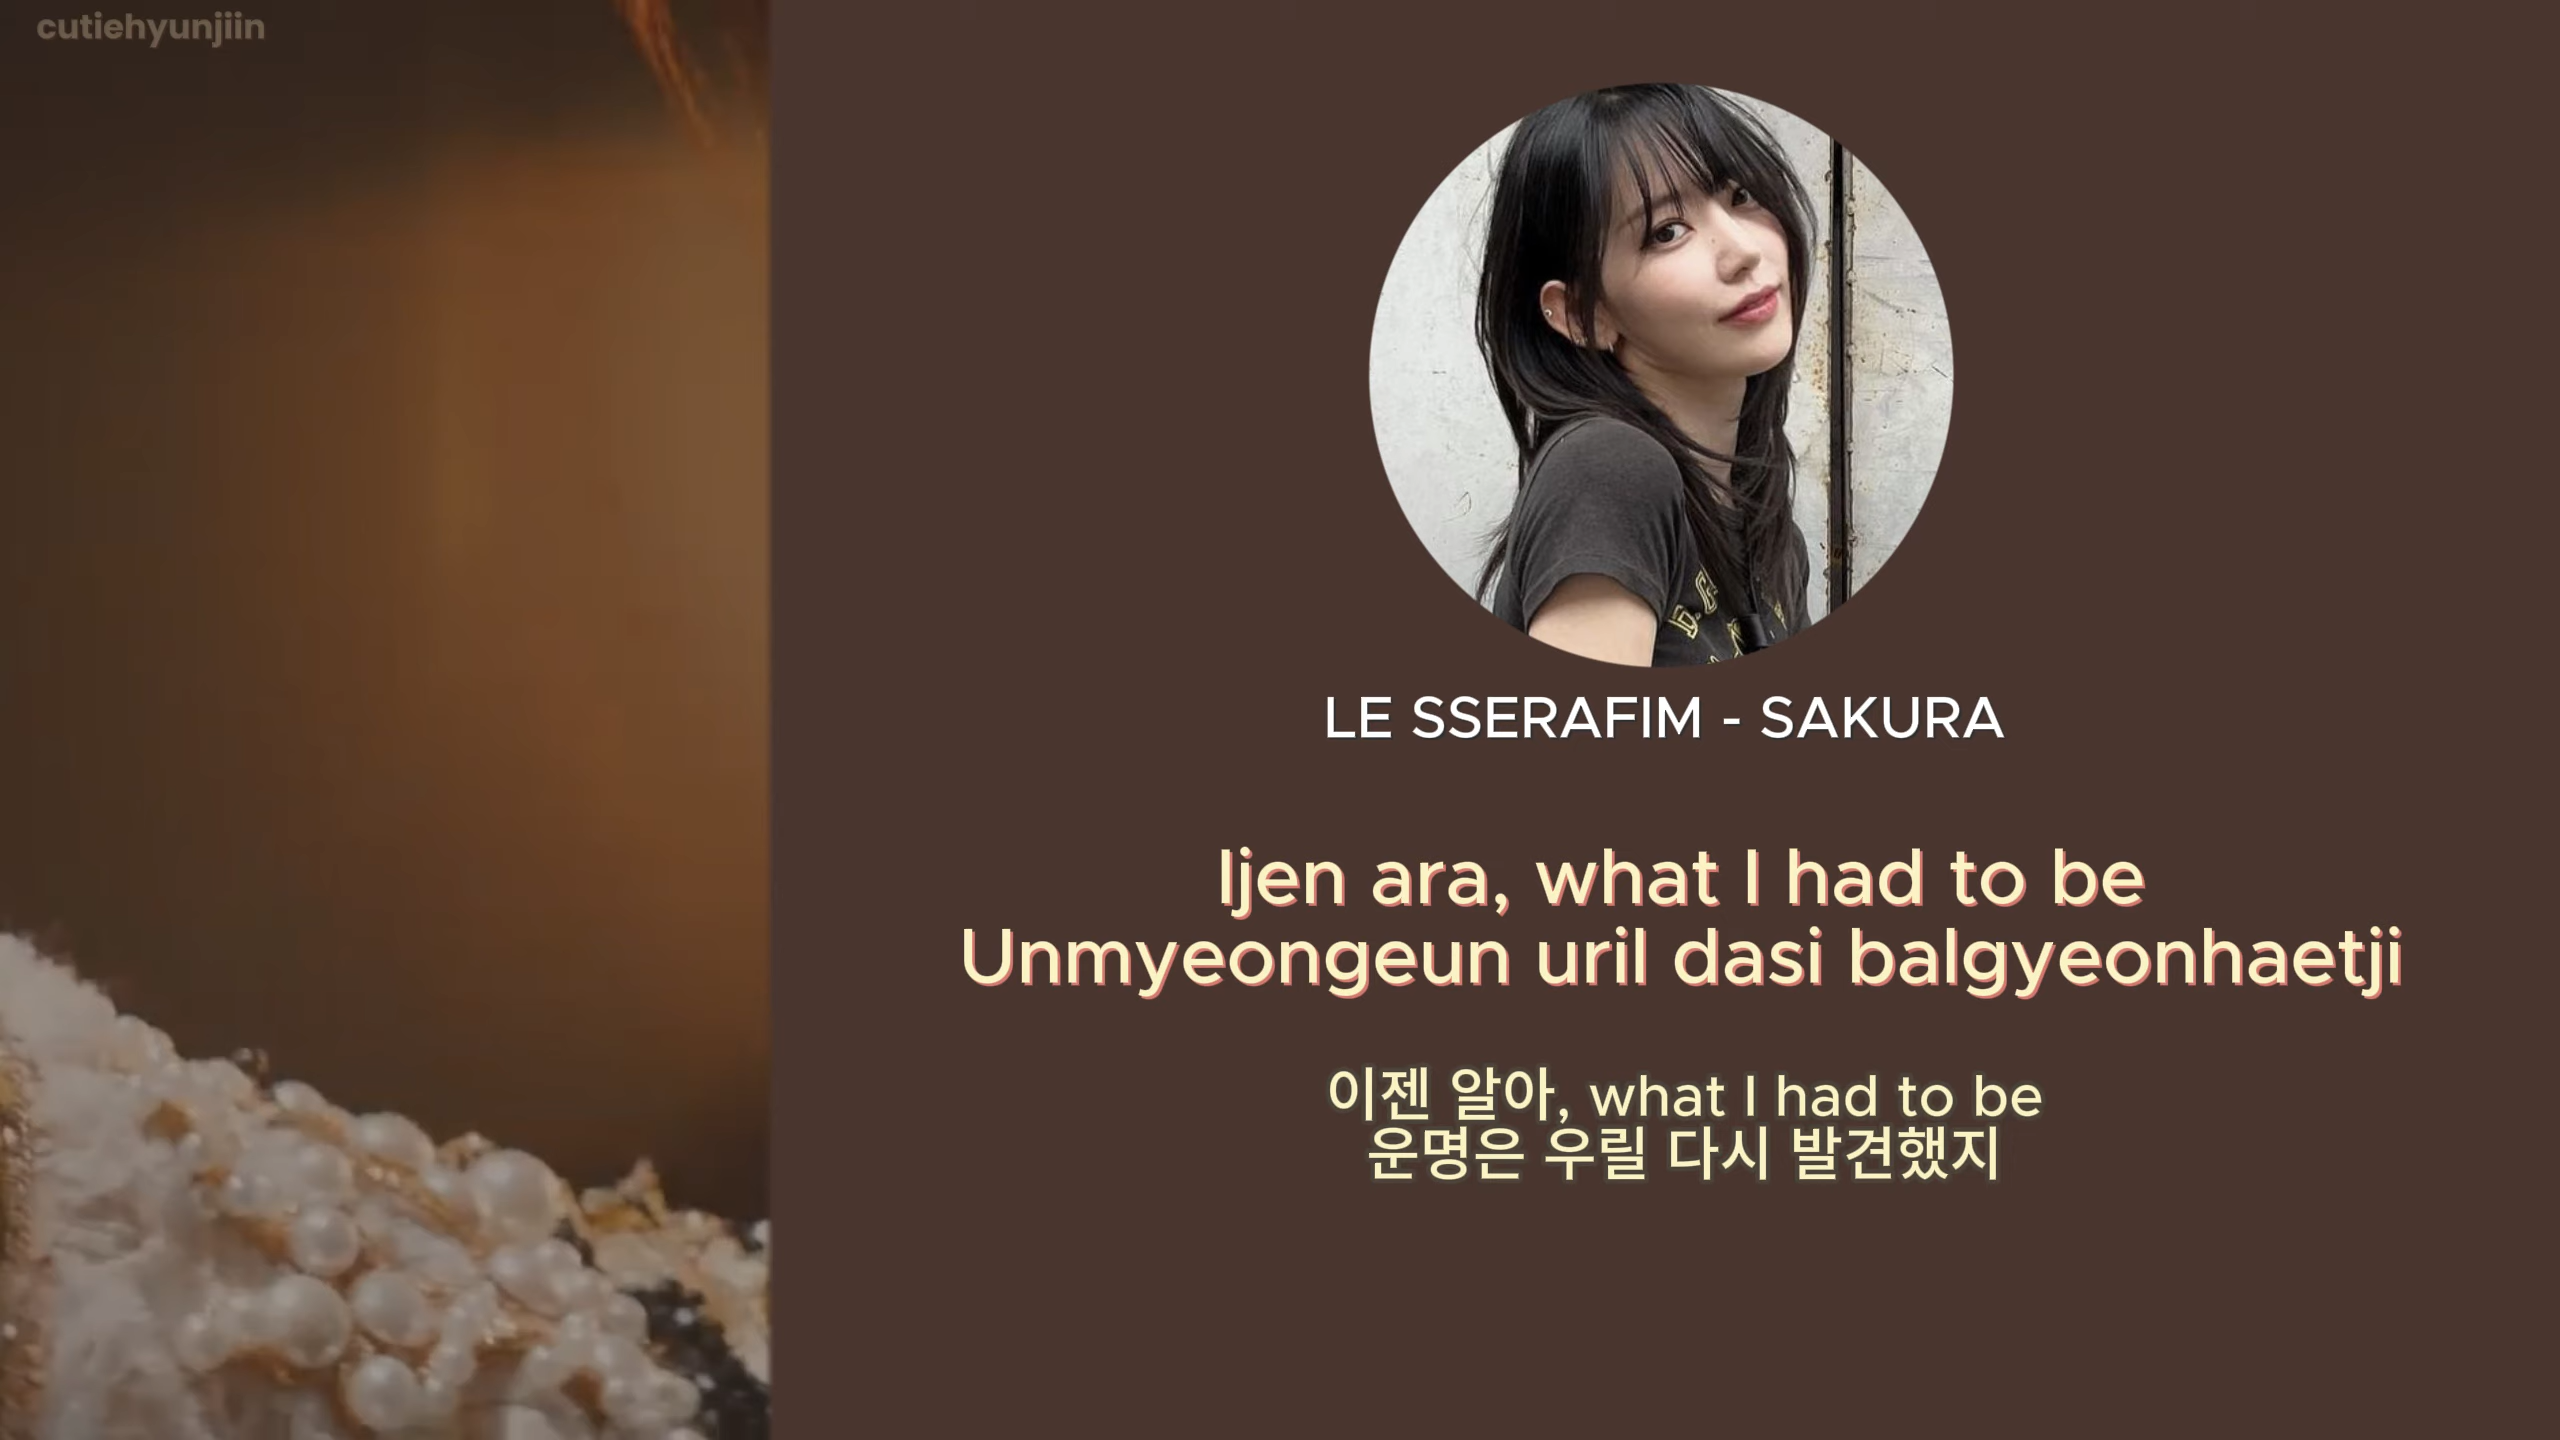 cutiehyunjiin
LE SSERAFIM - SAKURA
Ijen ara, what I had to be
Unmyeongeun uril dasi balgyeonhaetji
이젠 알아, what I had to be
운명은 우릴 다시 발견했지